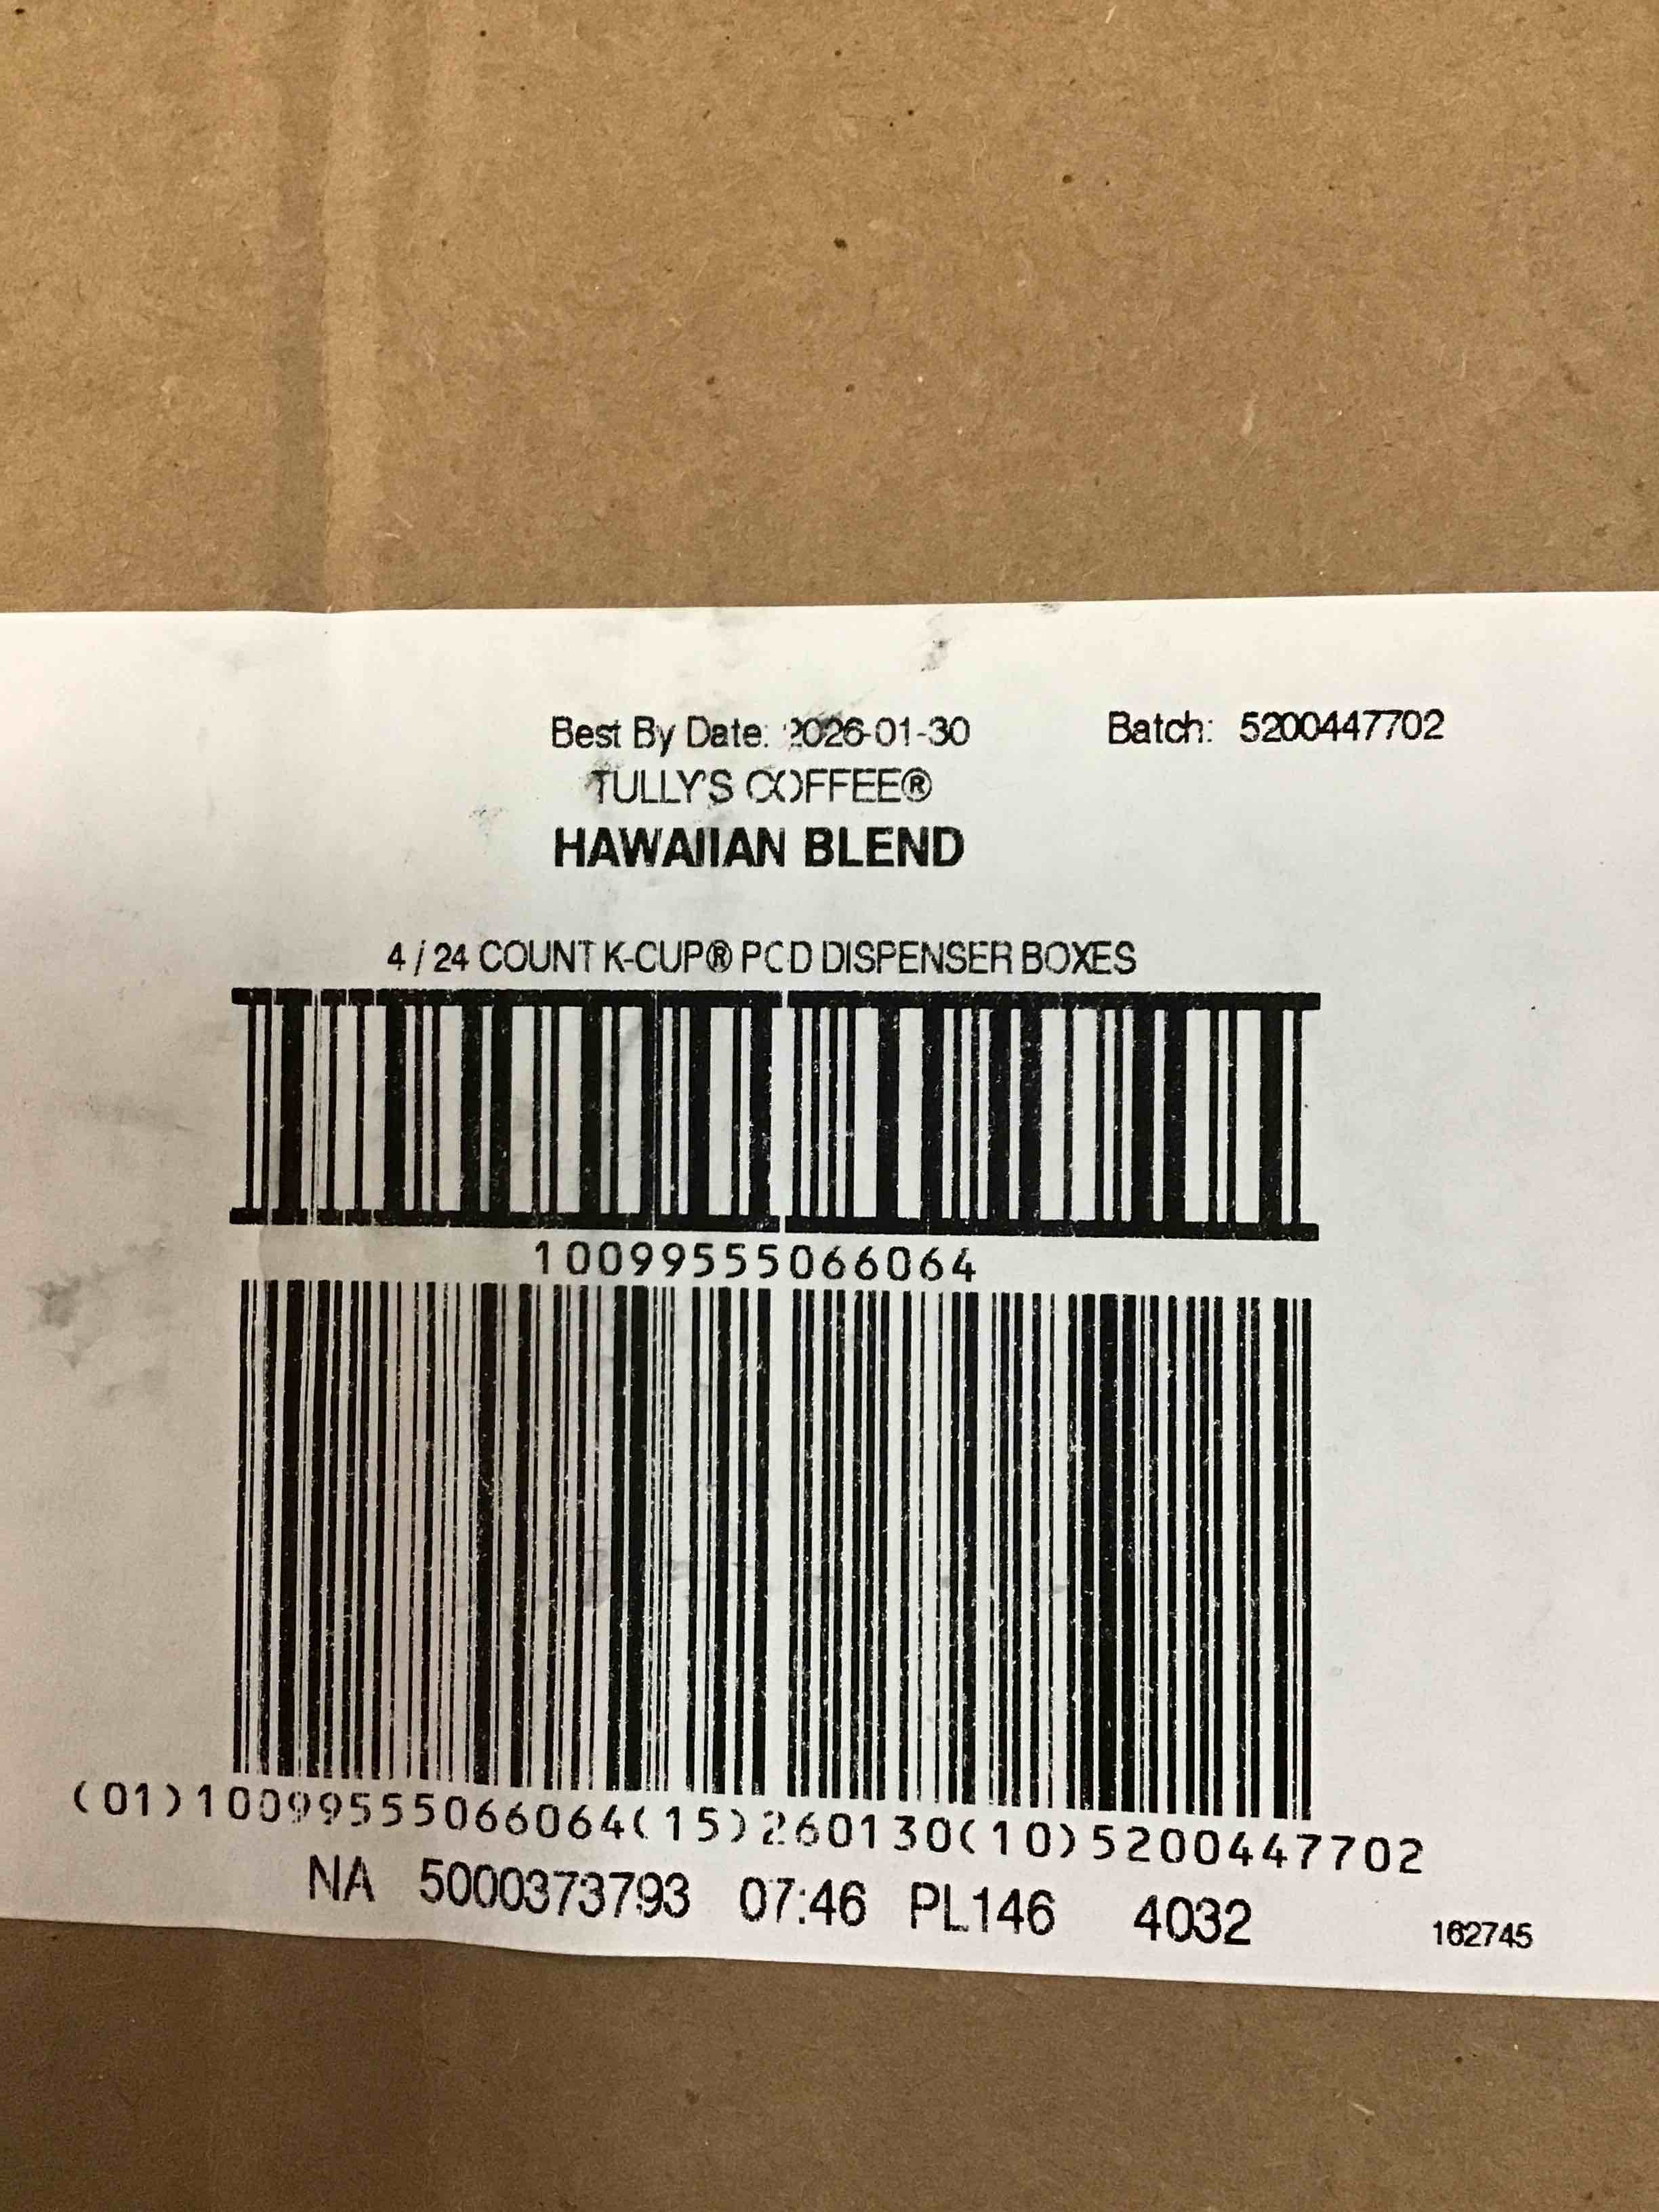 Best By Date: 2026-01-30 Batch: 5200447702
TULLY'S COFFEE®
HAWAIIAN BLEND
4 / 24 COUNT K-CUP® POD DISPENSER BOXES
10099555066064
(01)10099555066064(15)260130(10)5200447702
NA 5000373793 07:46 PL146 4032 162745